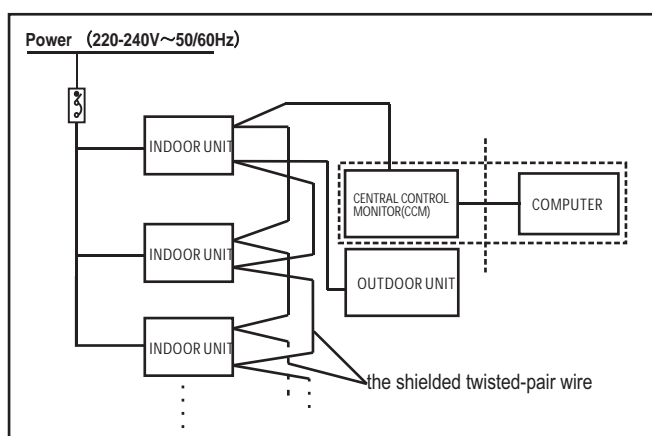 Power (220-240V～50/60Hz)
INDOOR UNIT
CENTRAL CONTROL
MONITOR(CCM)
COMPUTER
INDOOR UNIT
OUTDOOR UNIT
INDOOR UNIT
the shielded twisted-pair wire